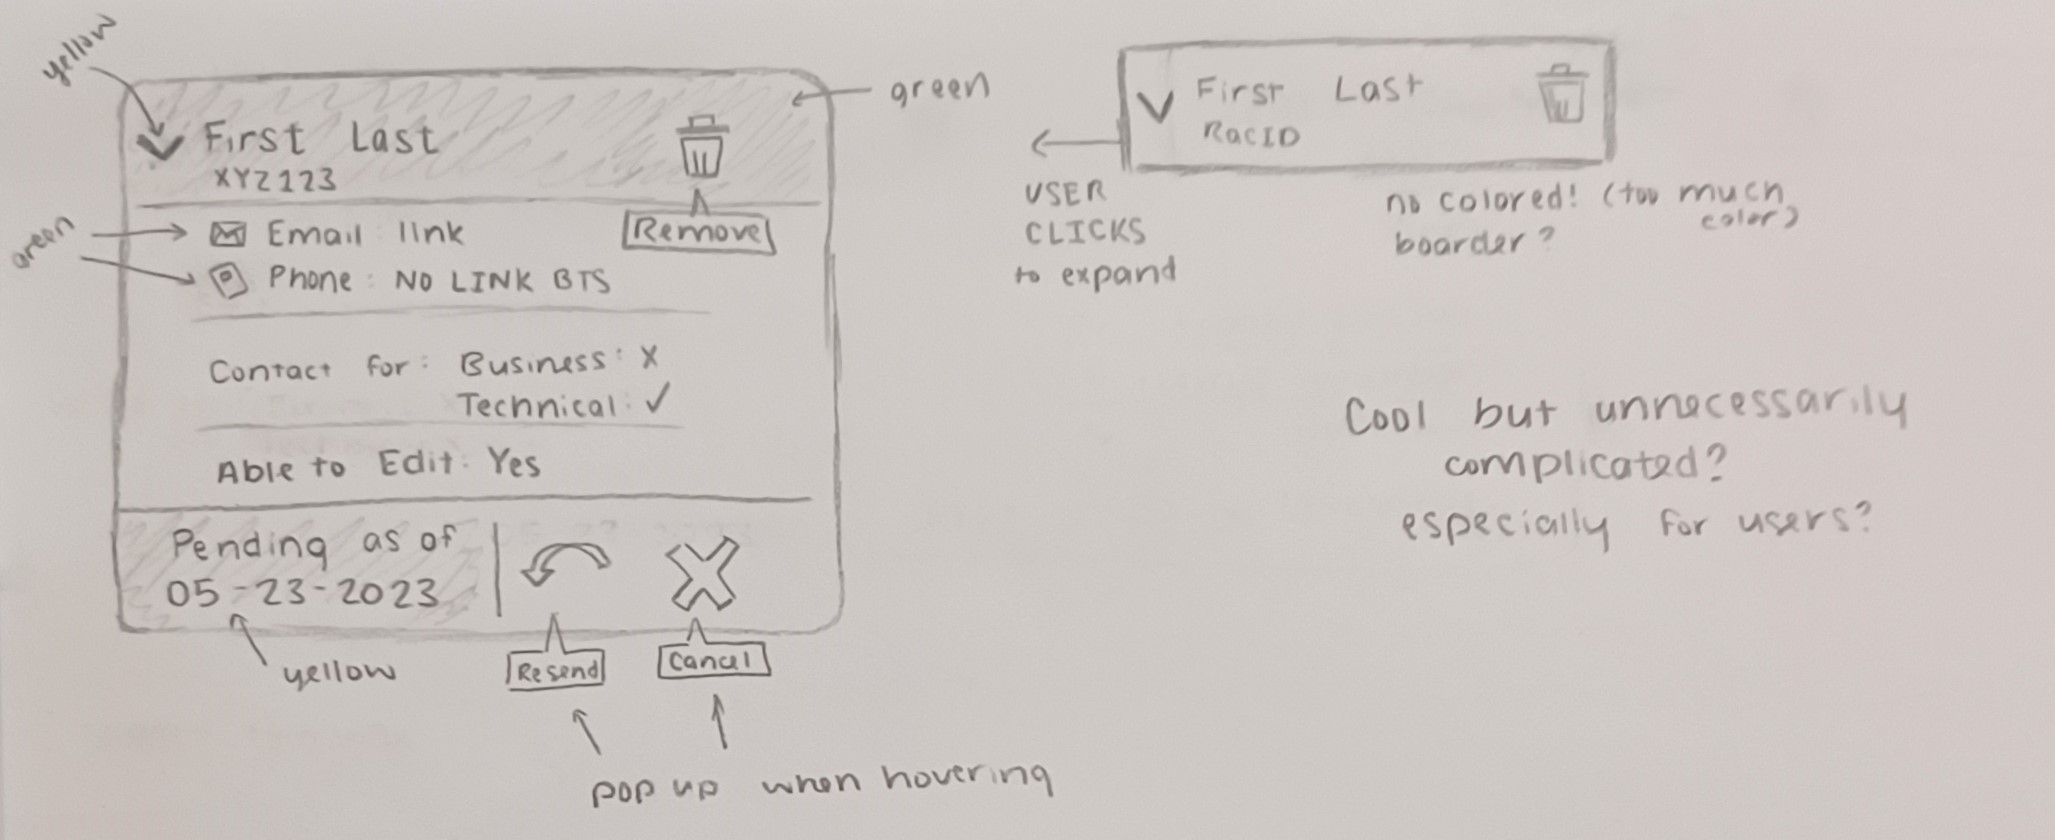 yellow
green
First Last
XYZ123
Remove
green
Email: link
Phone: NO LINK BTS
Contact for: Business: X
Technical: ✓
Able to Edit: Yes
Pending as of
05-23-2023
yellow
Resend
Cancel
pop up when hovering
First Last
RacID
USER
CLICKS
to expand
no colored! (too much
color)
boarder?
Cool but unnecessarily
complicated?
especially for users?